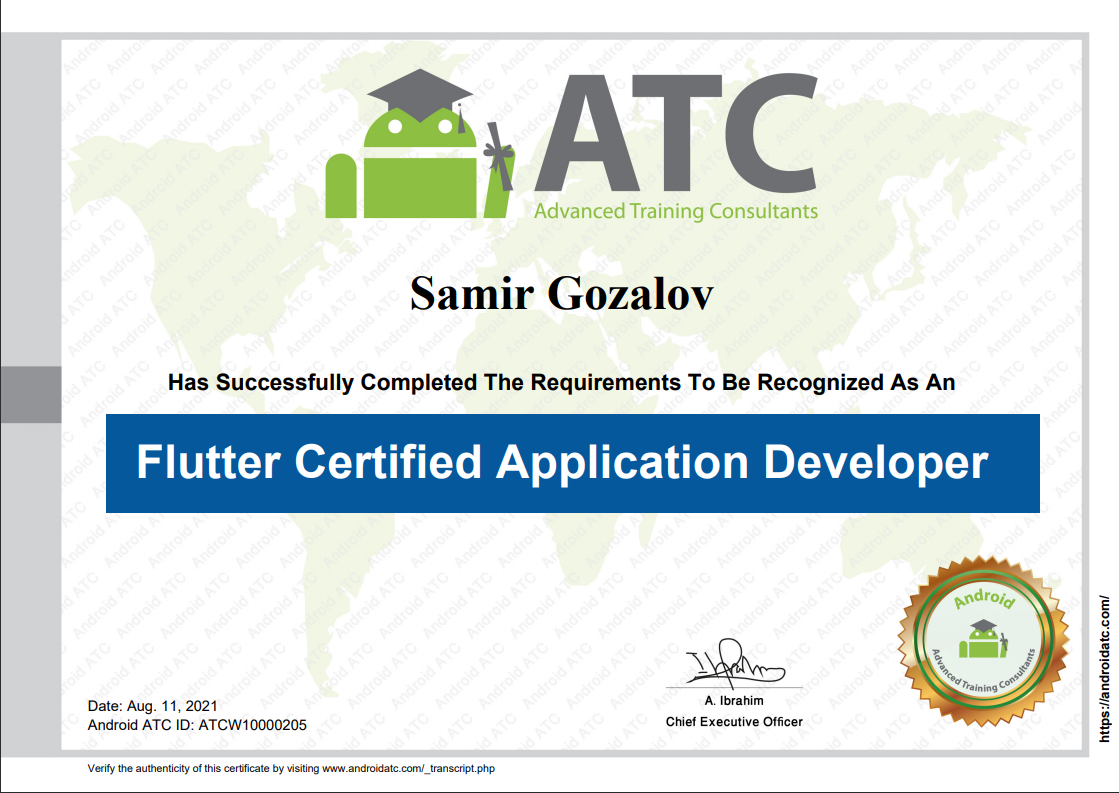 ATC
Advanced Training Consultants
Samir Gozalov
Has Successfully Completed The Requirements To Be Recognized As An
Flutter Certified Application Developer
Android
Advanced Training Consultants
https://androidatc.com/
A. Ibrahim
Chief Executive Officer
Date: Aug. 11, 2021
Android ATC ID: ATCW10000205
Verify the authenticity of this certificate by visiting www.androidatc.com/_transcript.php